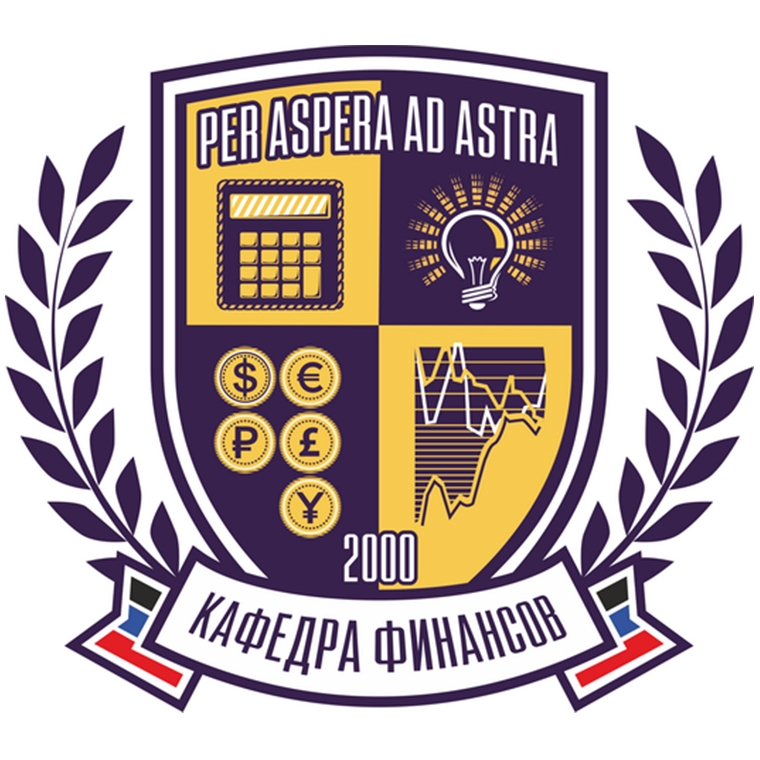 PER ASPERA AD ASTRA
$ €
₽ £
¥
2000
КАФЕДРА ФИНАНСОВ